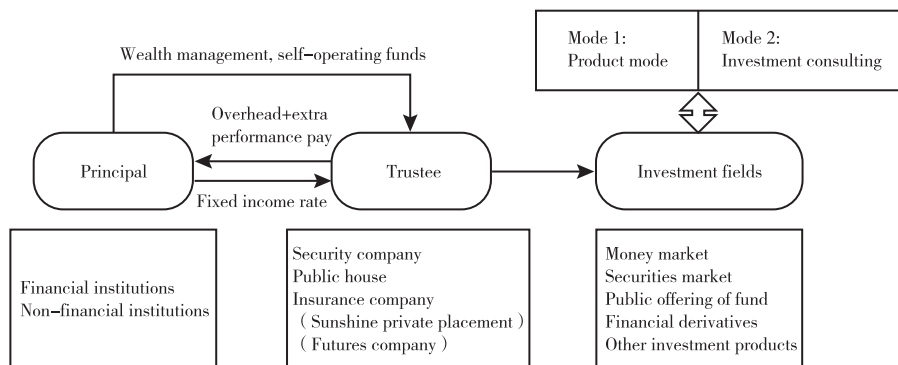 Wealth management, self-operating funds
Mode 1:
Product mode
Mode 2:
Investment consulting
Overhead+extra
performance pay
Principal
Trustee
Investment fields
Fixed income rate
Financial institutions
Non-financial institutions
Security company
Public house
Insurance company
( Sunshine private placement )
( Futures company )
Money market
Securities market
Public offering of fund
Financial derivatives
Other investment products